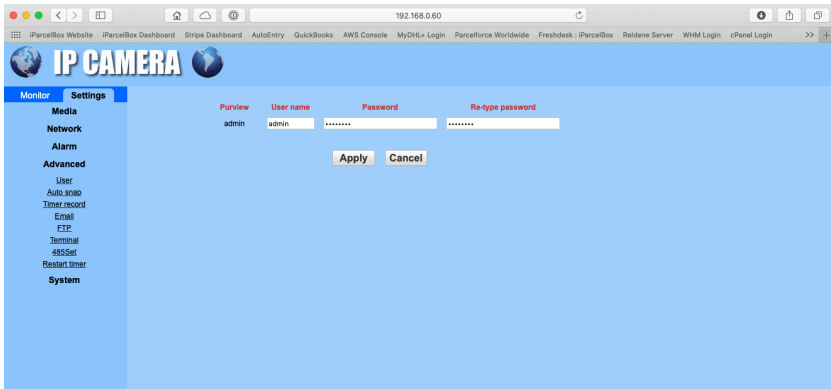 192.168.0.60
iParcelBox Website iParcelBox Dashboard Stripe Dashboard AutoEntry QuickBooks AWS Console MyDHL+ Login Parcelforce Worldwide Freshdesk : iParcelBox Reldene Server WHM Login cPanel Login >> +
IP CAMERA
Monitor Settings
Media
Network
Alarm
Advanced
User
Auto snap
Timer record
Email
FTP
Terminal
485Set
Restart timer
System
Purview User name Password Re-type password
admin admin •••••••• ••••••••
Apply Cancel